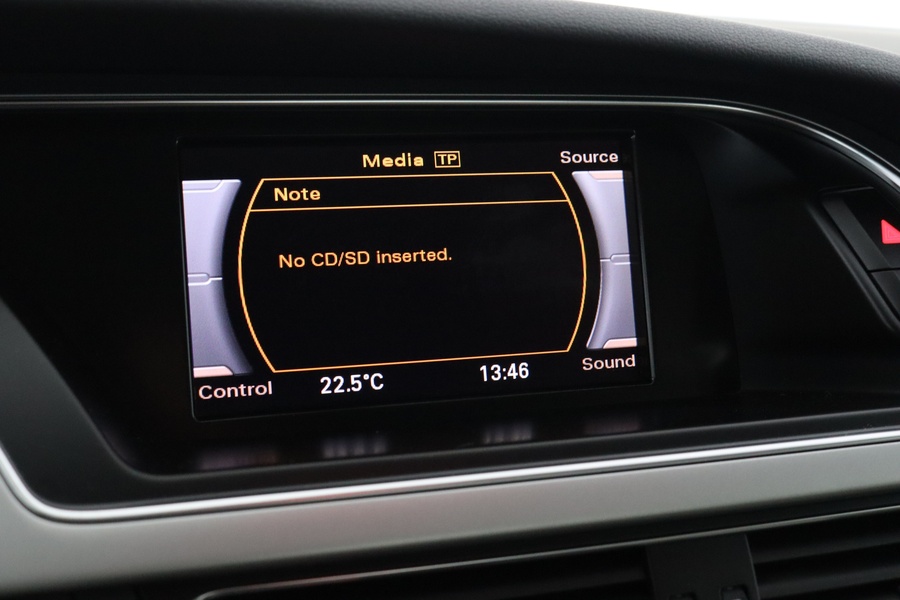 Media TP
Source
Note
No CD/SD inserted.
Control
22.5°C
13:46
Sound